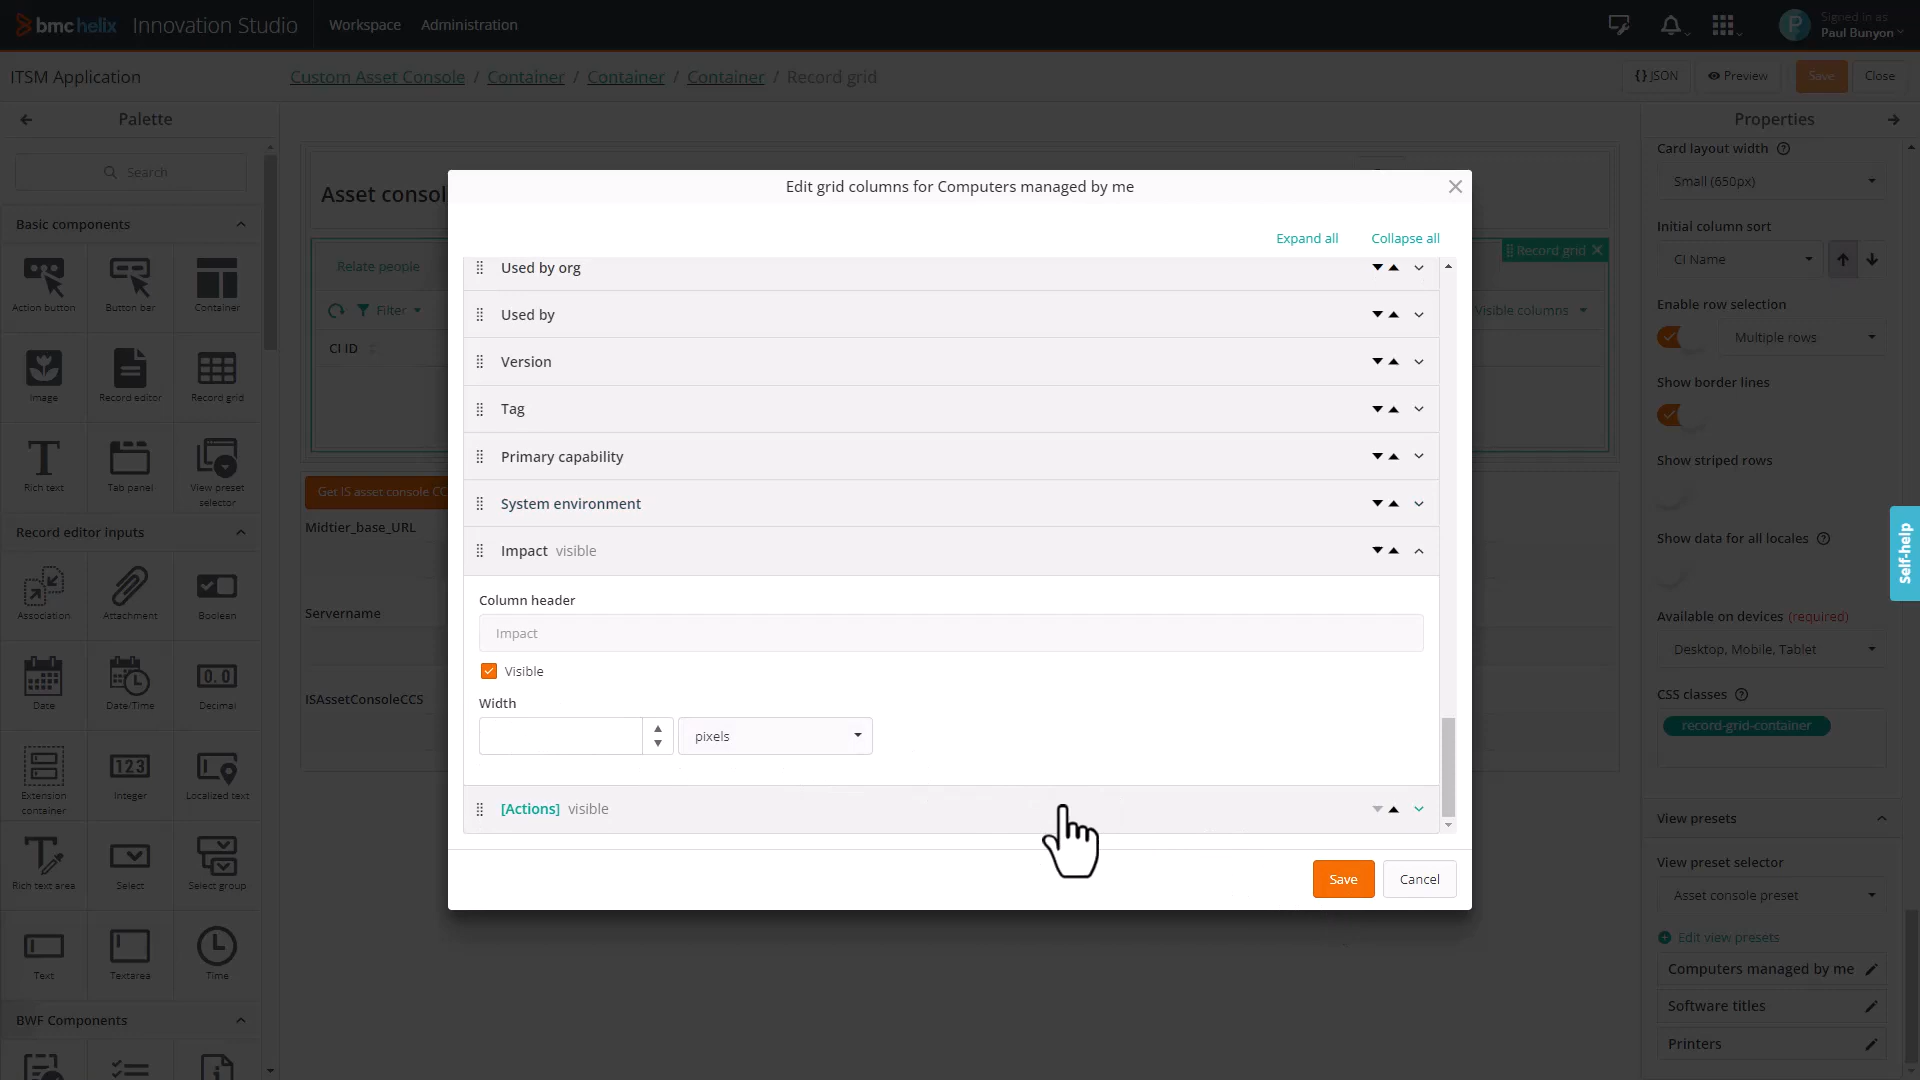 bmc helix Innovation Studio Workspace Administration
Signed in as
P Paul Bunyon
ITSM Application
Custom Asset Console / Container / Container / Container / Record grid
{} JSON Preview Save Close
Palette
Search
Basic components
Action button Button bar Container
Image Record editor Record grid
Rich text Tab panel View preset selector
Record editor inputs
Association Attachment Boolean
Date Date/Time Decimal
Extension container Integer Localized text
Rich text area Select Select group
Text Textarea Time
BWF Components
Asset consol
Relate people
Filter
CI ID
Get IS asset console CC
Midtier_base_URL
Servername
ISAssetConsoleCCS
Record grid
Visible columns
Edit grid columns for Computers managed by me
Expand all Collapse all
Used by org
Used by
Version
Tag
Primary capability
System environment
Impact visible
Column header
Impact
Visible
Width
pixels
[Actions] visible
Save Cancel
Properties
Card layout width
Small (650px)
Initial column sort
CI Name
Enable row selection
Multiple rows
Show border lines
Show striped rows
Show data for all locales
Available on devices (required)
Desktop, Mobile, Tablet
CSS classes
record-grid-container
View presets
View preset selector
Asset console preset
Edit view presets
Computers managed by me
Software titles
Printers
Self-help